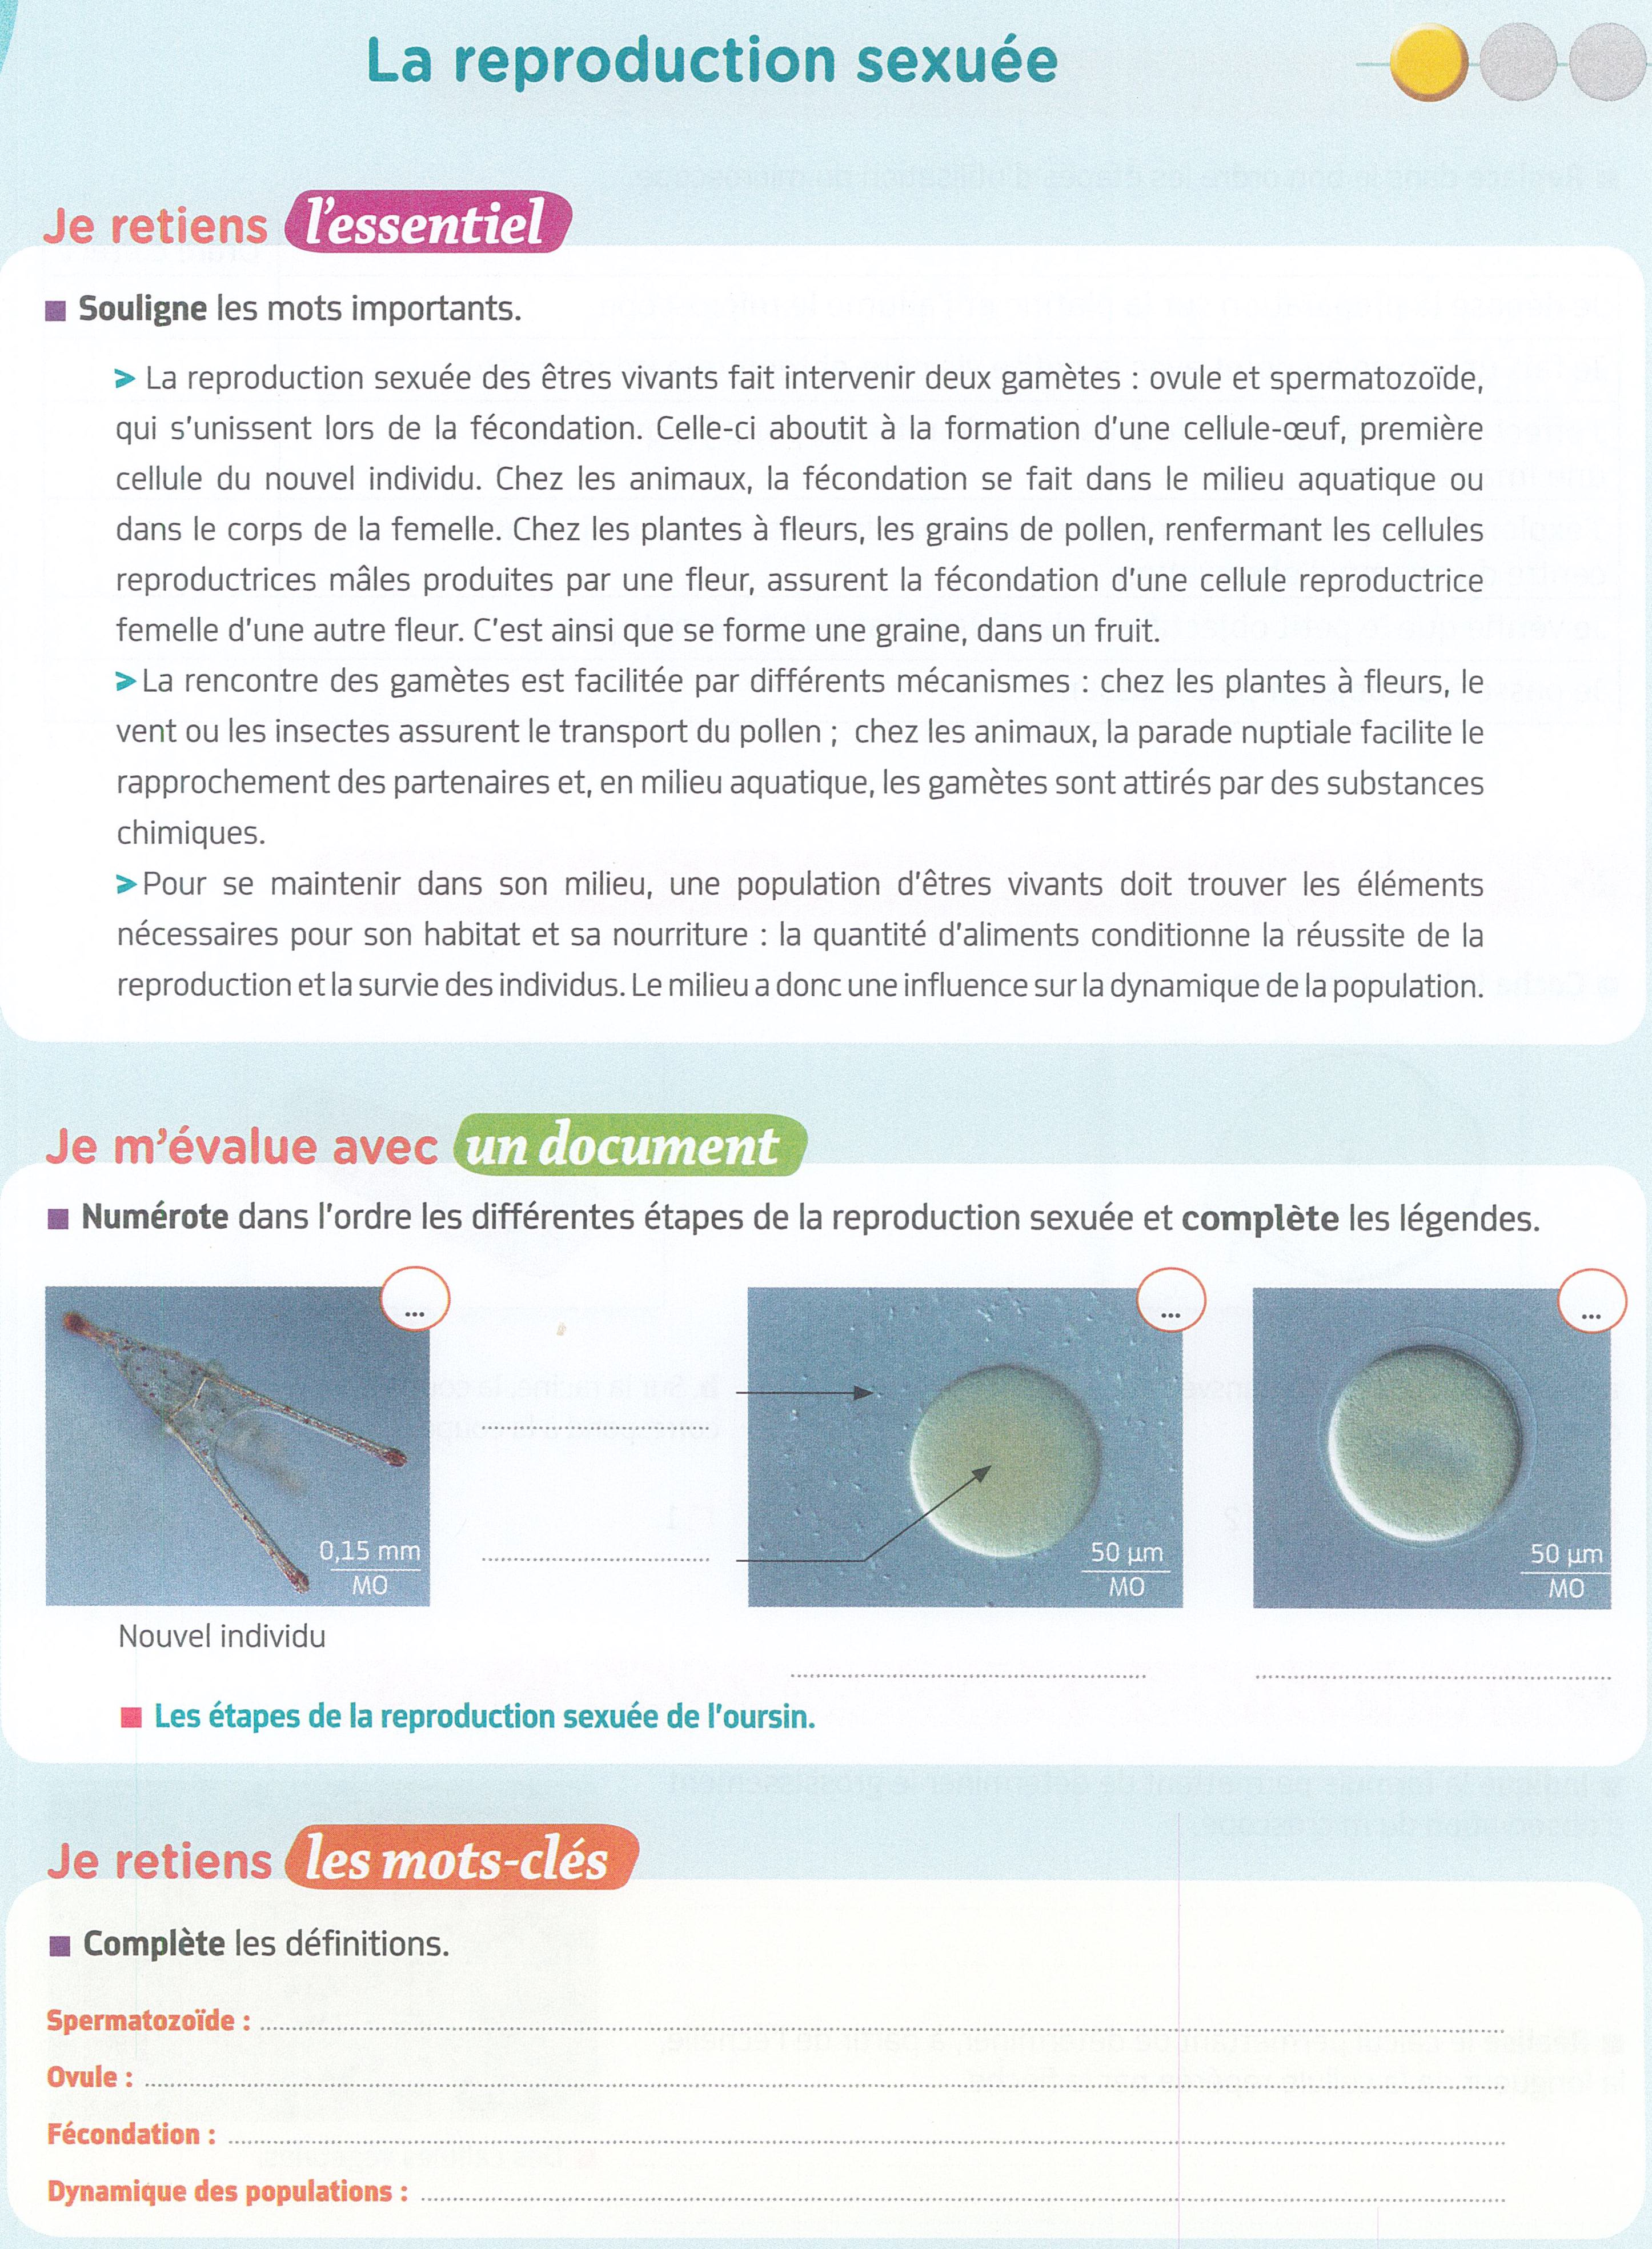 La reproduction sexuée
Je retiens l'essentiel
Souligne les mots importants.
> La reproduction sexuée des êtres vivants fait intervenir deux gamètes : ovule et spermatozoïde,
qui s'unissent lors de la fécondation. Celle-ci aboutit à la formation d'une cellule-œuf, première
cellule du nouvel individu. Chez les animaux, la fécondation se fait dans le milieu aquatique ou
dans le corps de la femelle. Chez les plantes à fleurs, les grains de pollen, renfermant les cellules
reproductrices mâles produites par une fleur, assurent la fécondation d'une cellule reproductrice
femelle d'une autre fleur. C'est ainsi que se forme une graine, dans un fruit.
> La rencontre des gamètes est facilitée par différents mécanismes : chez les plantes à fleurs, le
vent ou les insectes assurent le transport du pollen ; chez les animaux, la parade nuptiale facilite le
rapprochement des partenaires et, en milieu aquatique, les gamètes sont attirés par des substances
chimiques.
> Pour se maintenir dans son milieu, une population d'êtres vivants doit trouver les éléments
nécessaires pour son habitat et sa nourriture : la quantité d'aliments conditionne la réussite de la
reproduction et la survie des individus. Le milieu a donc une influence sur la dynamique de la population.
Je m'évalue avec un document
Numérote dans l'ordre les différentes étapes de la reproduction sexuée et complète les légendes.
...
...
...
0,15 mm
MO
50 µm
MO
50 µm
MO
Nouvel individu
Les étapes de la reproduction sexuée de l'oursin.
Je retiens les mots-clés
Complète les définitions.
Spermatozoïde :
Ovule :
Fécondation :
Dynamique des populations :